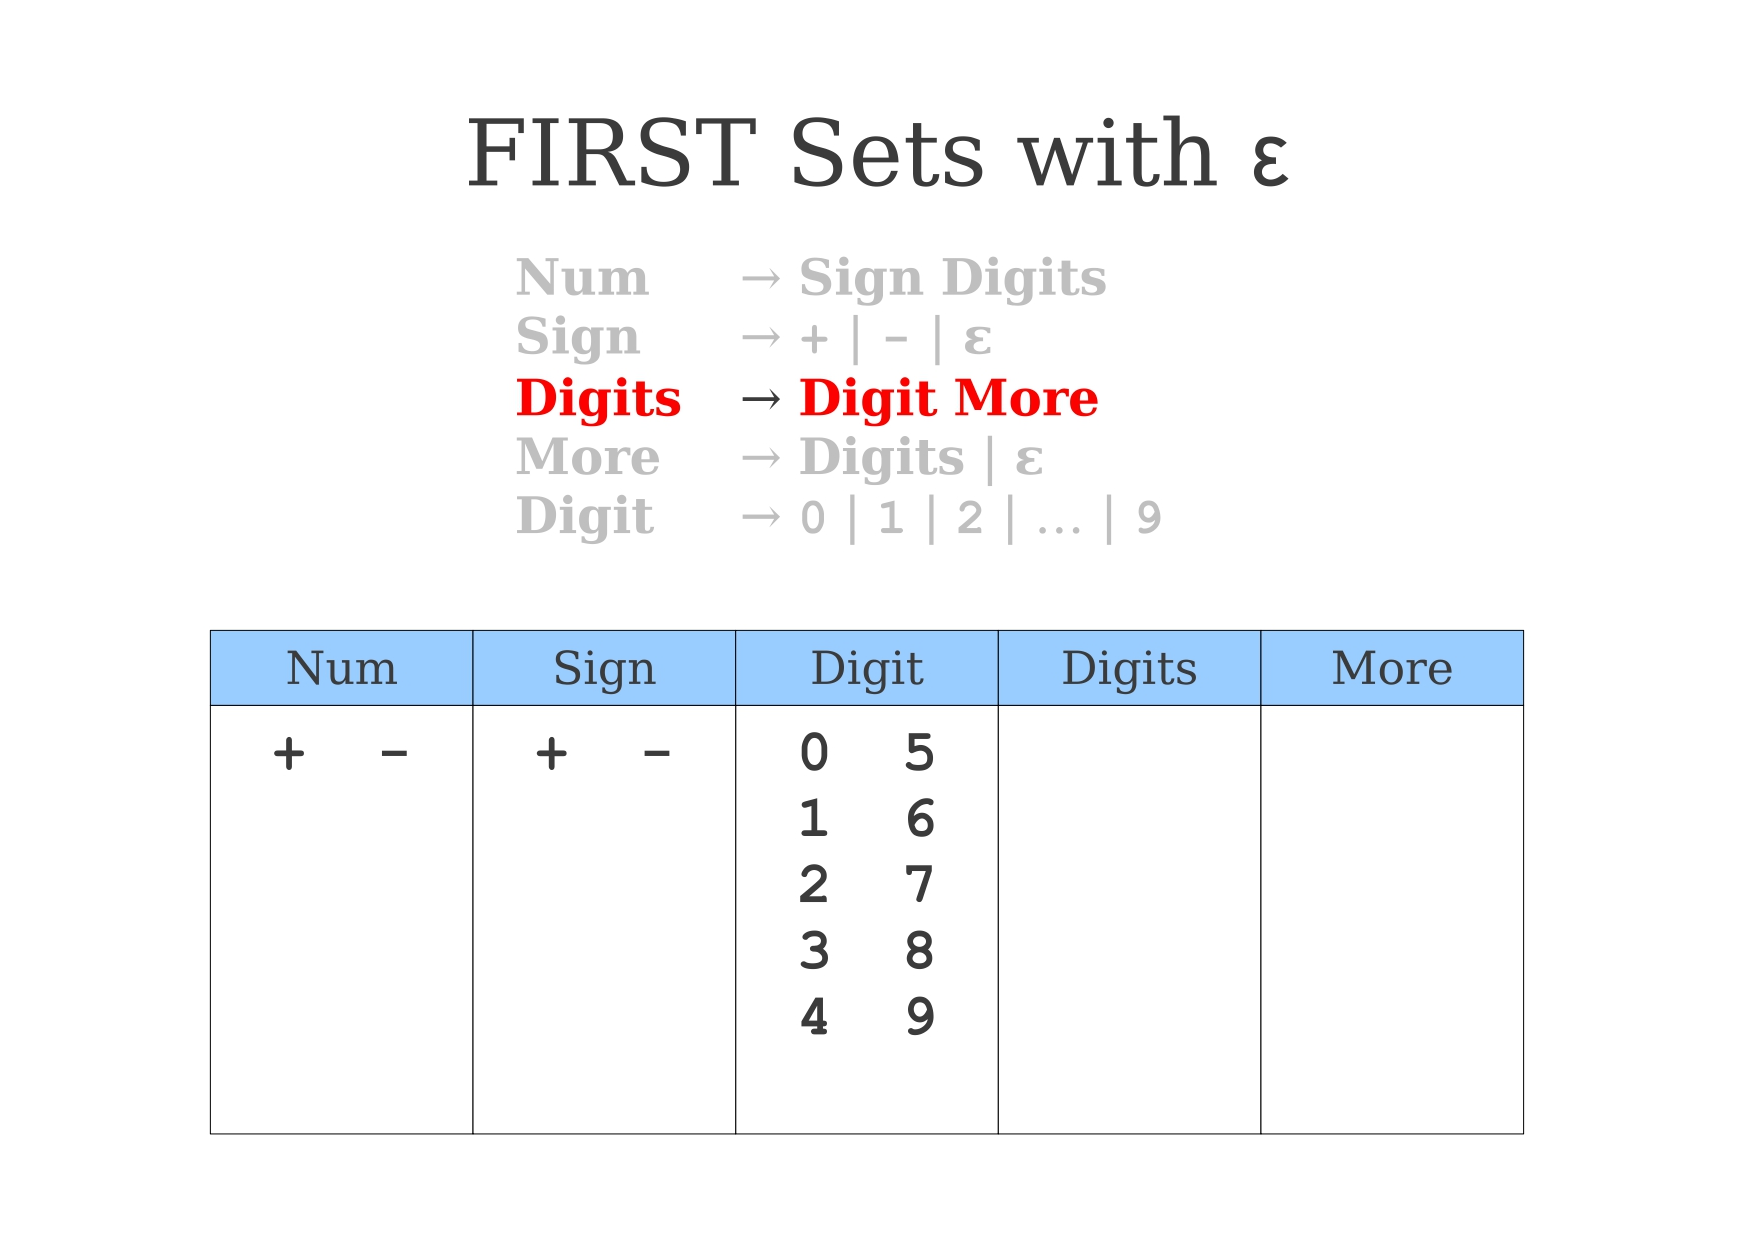 FIRST Sets with ε
Num → Sign Digits
Sign → + | - | ε
Digits → Digit More
More → Digits | ε
Digit → 0 | 1 | 2 | … | 9
Num Sign Digit Digits More
+ - + - 0 5
1 6
2 7
3 8
4 9